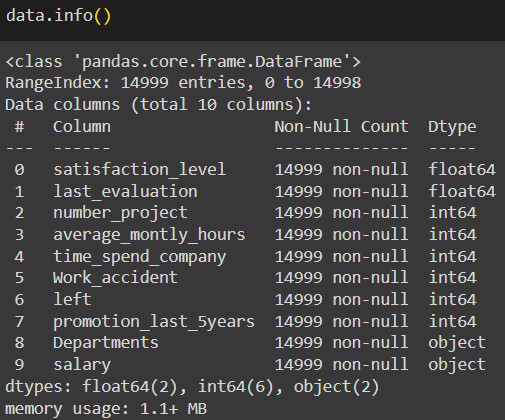 data.info()
<class 'pandas.core.frame.DataFrame'>
RangeIndex: 14999 entries, 0 to 14998
Data columns (total 10 columns):
 #   Column                 Non-Null Count  Dtype
---  ------                 --------------  -----
 0   satisfaction_level     14999 non-null  float64
 1   last_evaluation        14999 non-null  float64
 2   number_project         14999 non-null  int64
 3   average_montly_hours   14999 non-null  int64
 4   time_spend_company     14999 non-null  int64
 5   Work_accident          14999 non-null  int64
 6   left                   14999 non-null  int64
 7   promotion_last_5years  14999 non-null  int64
 8   Departments            14999 non-null  object
 9   salary                 14999 non-null  object
dtypes: float64(2), int64(6), object(2)
memory usage: 1.1+ MB